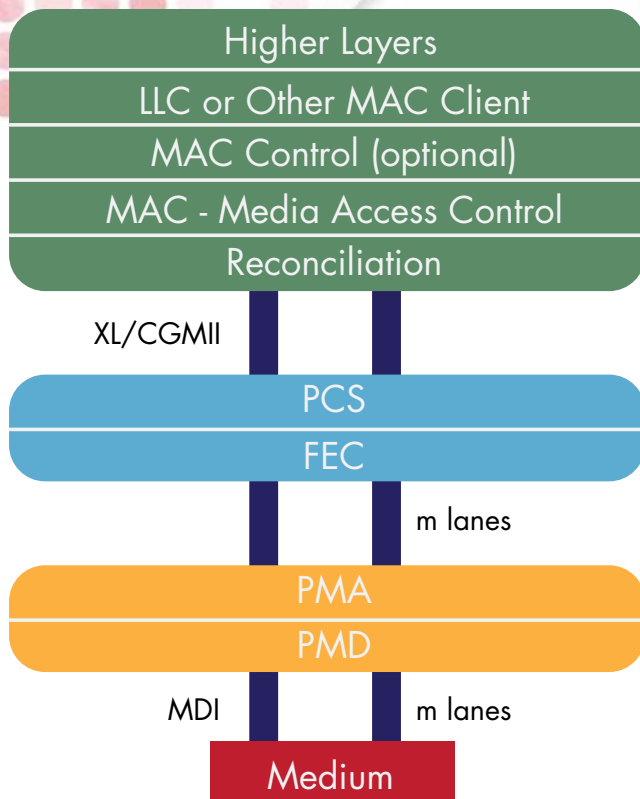 Higher Layers
LLC or Other MAC Client
MAC Control (optional)
MAC - Media Access Control
Reconciliation
XL/CGMII
PCS
FEC
m lanes
PMA
PMD
MDI
m lanes
Medium